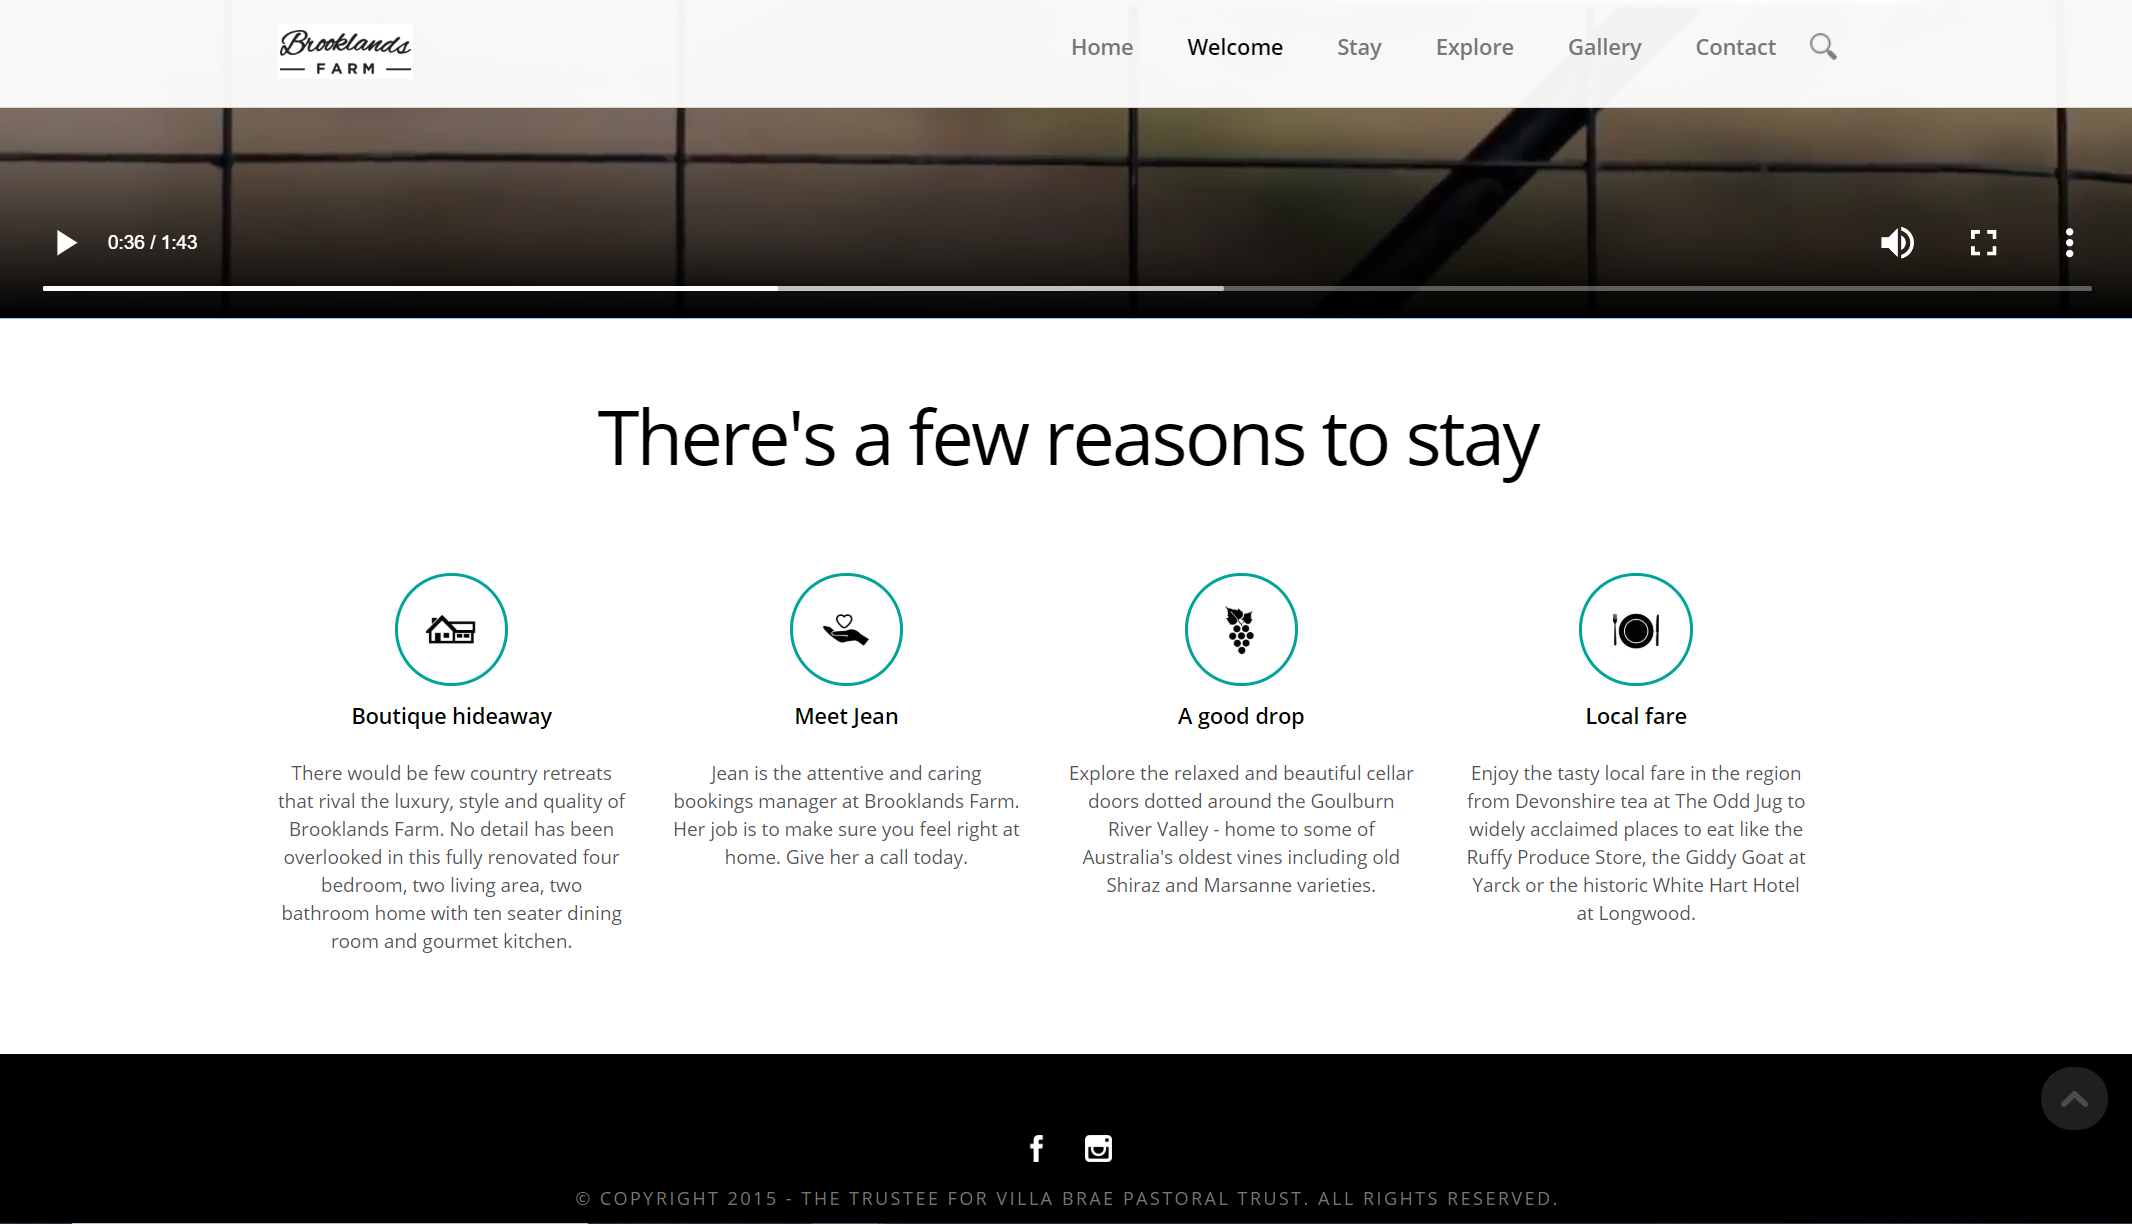 Brooklands
FARM
Home Welcome Stay Explore Gallery Contact
0:36 / 1:43
There's a few reasons to stay
Boutique hideaway
There would be few country retreats
that rival the luxury, style and quality of
Brooklands Farm. No detail has been
overlooked in this fully renovated four
bedroom, two living area, two
bathroom home with ten seater dining
room and gourmet kitchen.
Meet Jean
Jean is the attentive and caring
bookings manager at Brooklands Farm.
Her job is to make sure you feel right at
home. Give her a call today.
A good drop
Explore the relaxed and beautiful cellar
doors dotted around the Goulburn
River Valley - home to some of
Australia's oldest vines including old
Shiraz and Marsanne varieties.
Local fare
Enjoy the tasty local fare in the region
from Devonshire tea at The Odd Jug to
widely acclaimed places to eat like the
Ruffy Produce Store, the Giddy Goat at
Yarck or the historic White Hart Hotel
at Longwood.
© COPYRIGHT 2015 - THE TRUSTEE FOR VILLA BRAE PASTORAL TRUST. ALL RIGHTS RESERVED.